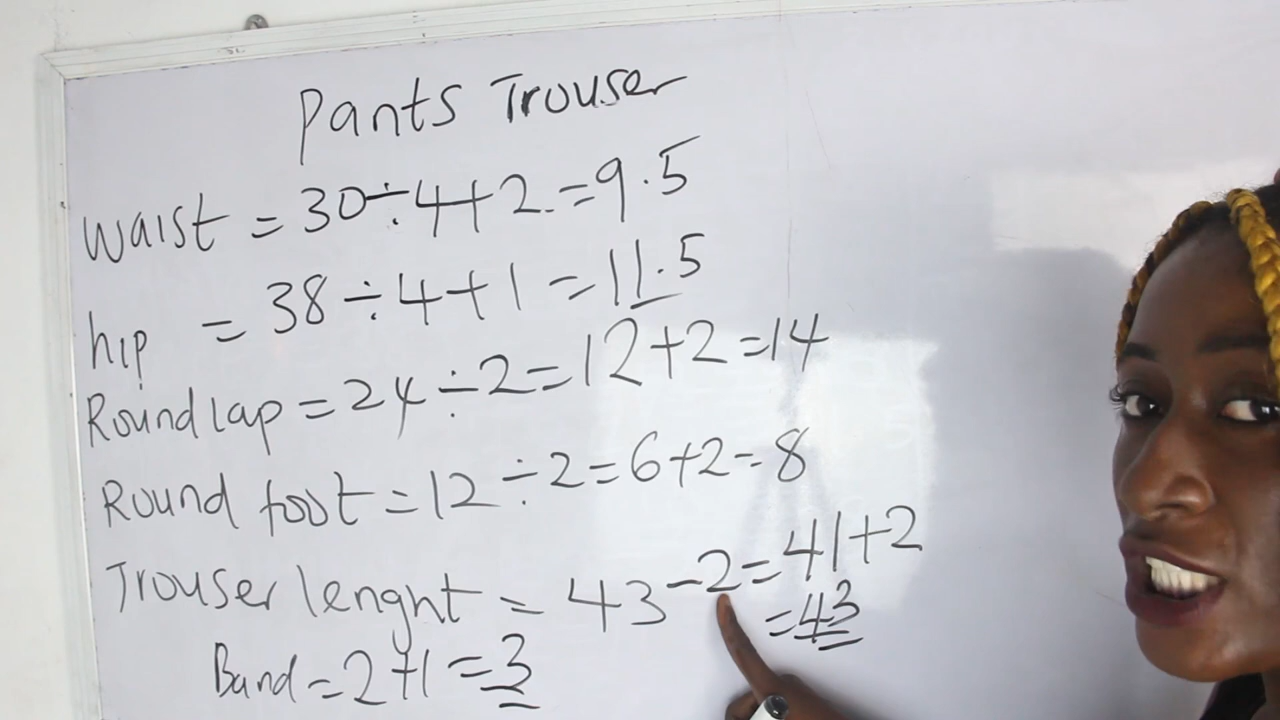 Pants Trouser
Waist = 30÷4+2.=9.5
hip = 38÷4+1=11.5
Round lap = 24÷2=12+2=14
Round foot = 12÷2=6+2=8
Trouser lenght = 43-2=41+2
=43
Band=2+1=3